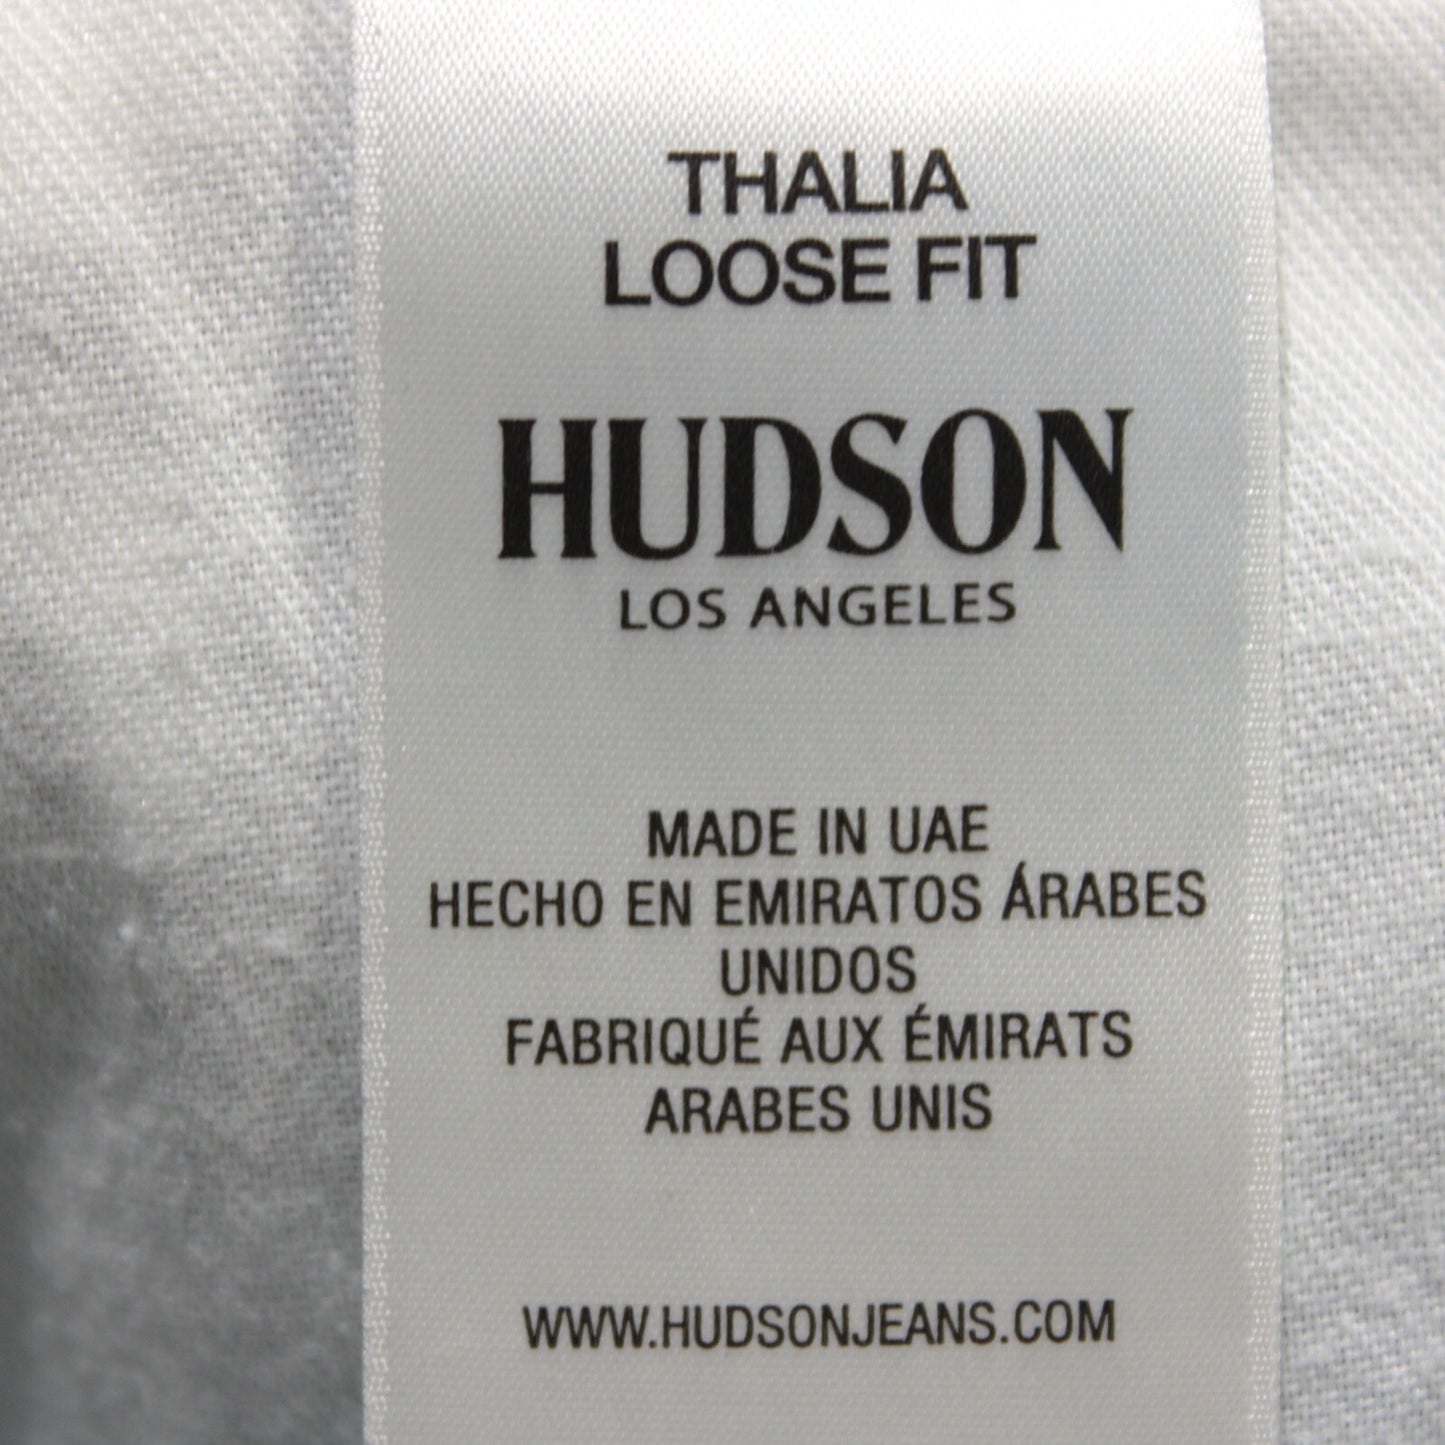 THALIA
LOOSE FIT
HUDSON
LOS ANGELES
MADE IN UAE
HECHO EN EMIRATOS ÁRABES
UNIDOS
FABRIQUÉ AUX ÉMIRATS
ARABES UNIS
WWW.HUDSONJEANS.COM